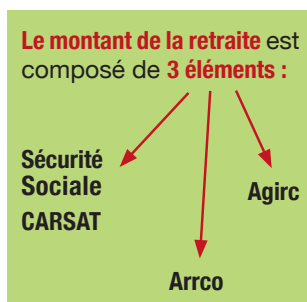 Le montant de la retraite est
composé de 3 éléments :
Sécurité
Sociale
CARSAT
Agirc
Arrco